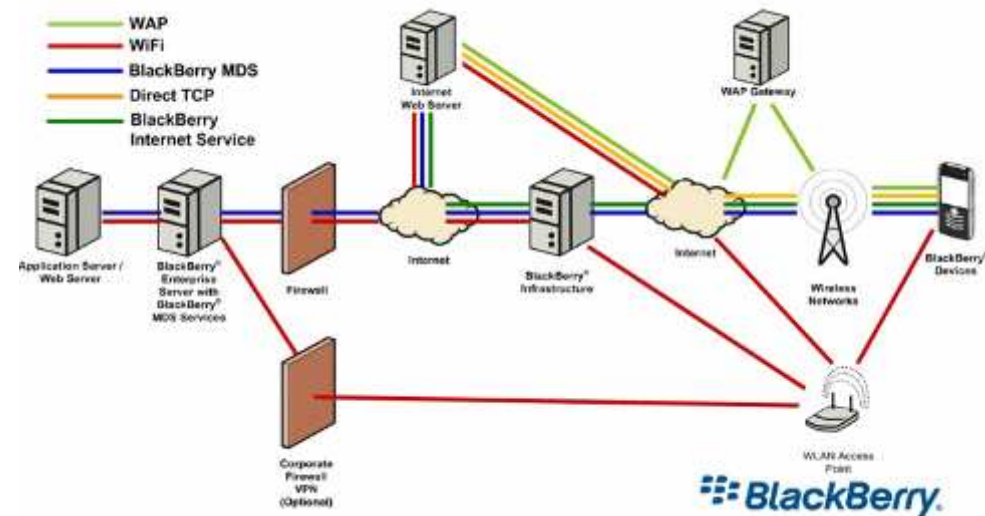 WAP
WiFi
BlackBerry MDS
Direct TCP
BlackBerry
Internet Service
Internet
Web Server
WAP Gateway
Application Server /
Web Server
BlackBerry®
Enterprise
Server with
BlackBerry®
MDS Services
Firewall
Internet
BlackBerry®
Infrastructure
Internet
Wireless
Networks
BlackBerry®
Devices
Corporate
Firewall
VPN
(Optional)
WLAN Access
Point
BlackBerry.